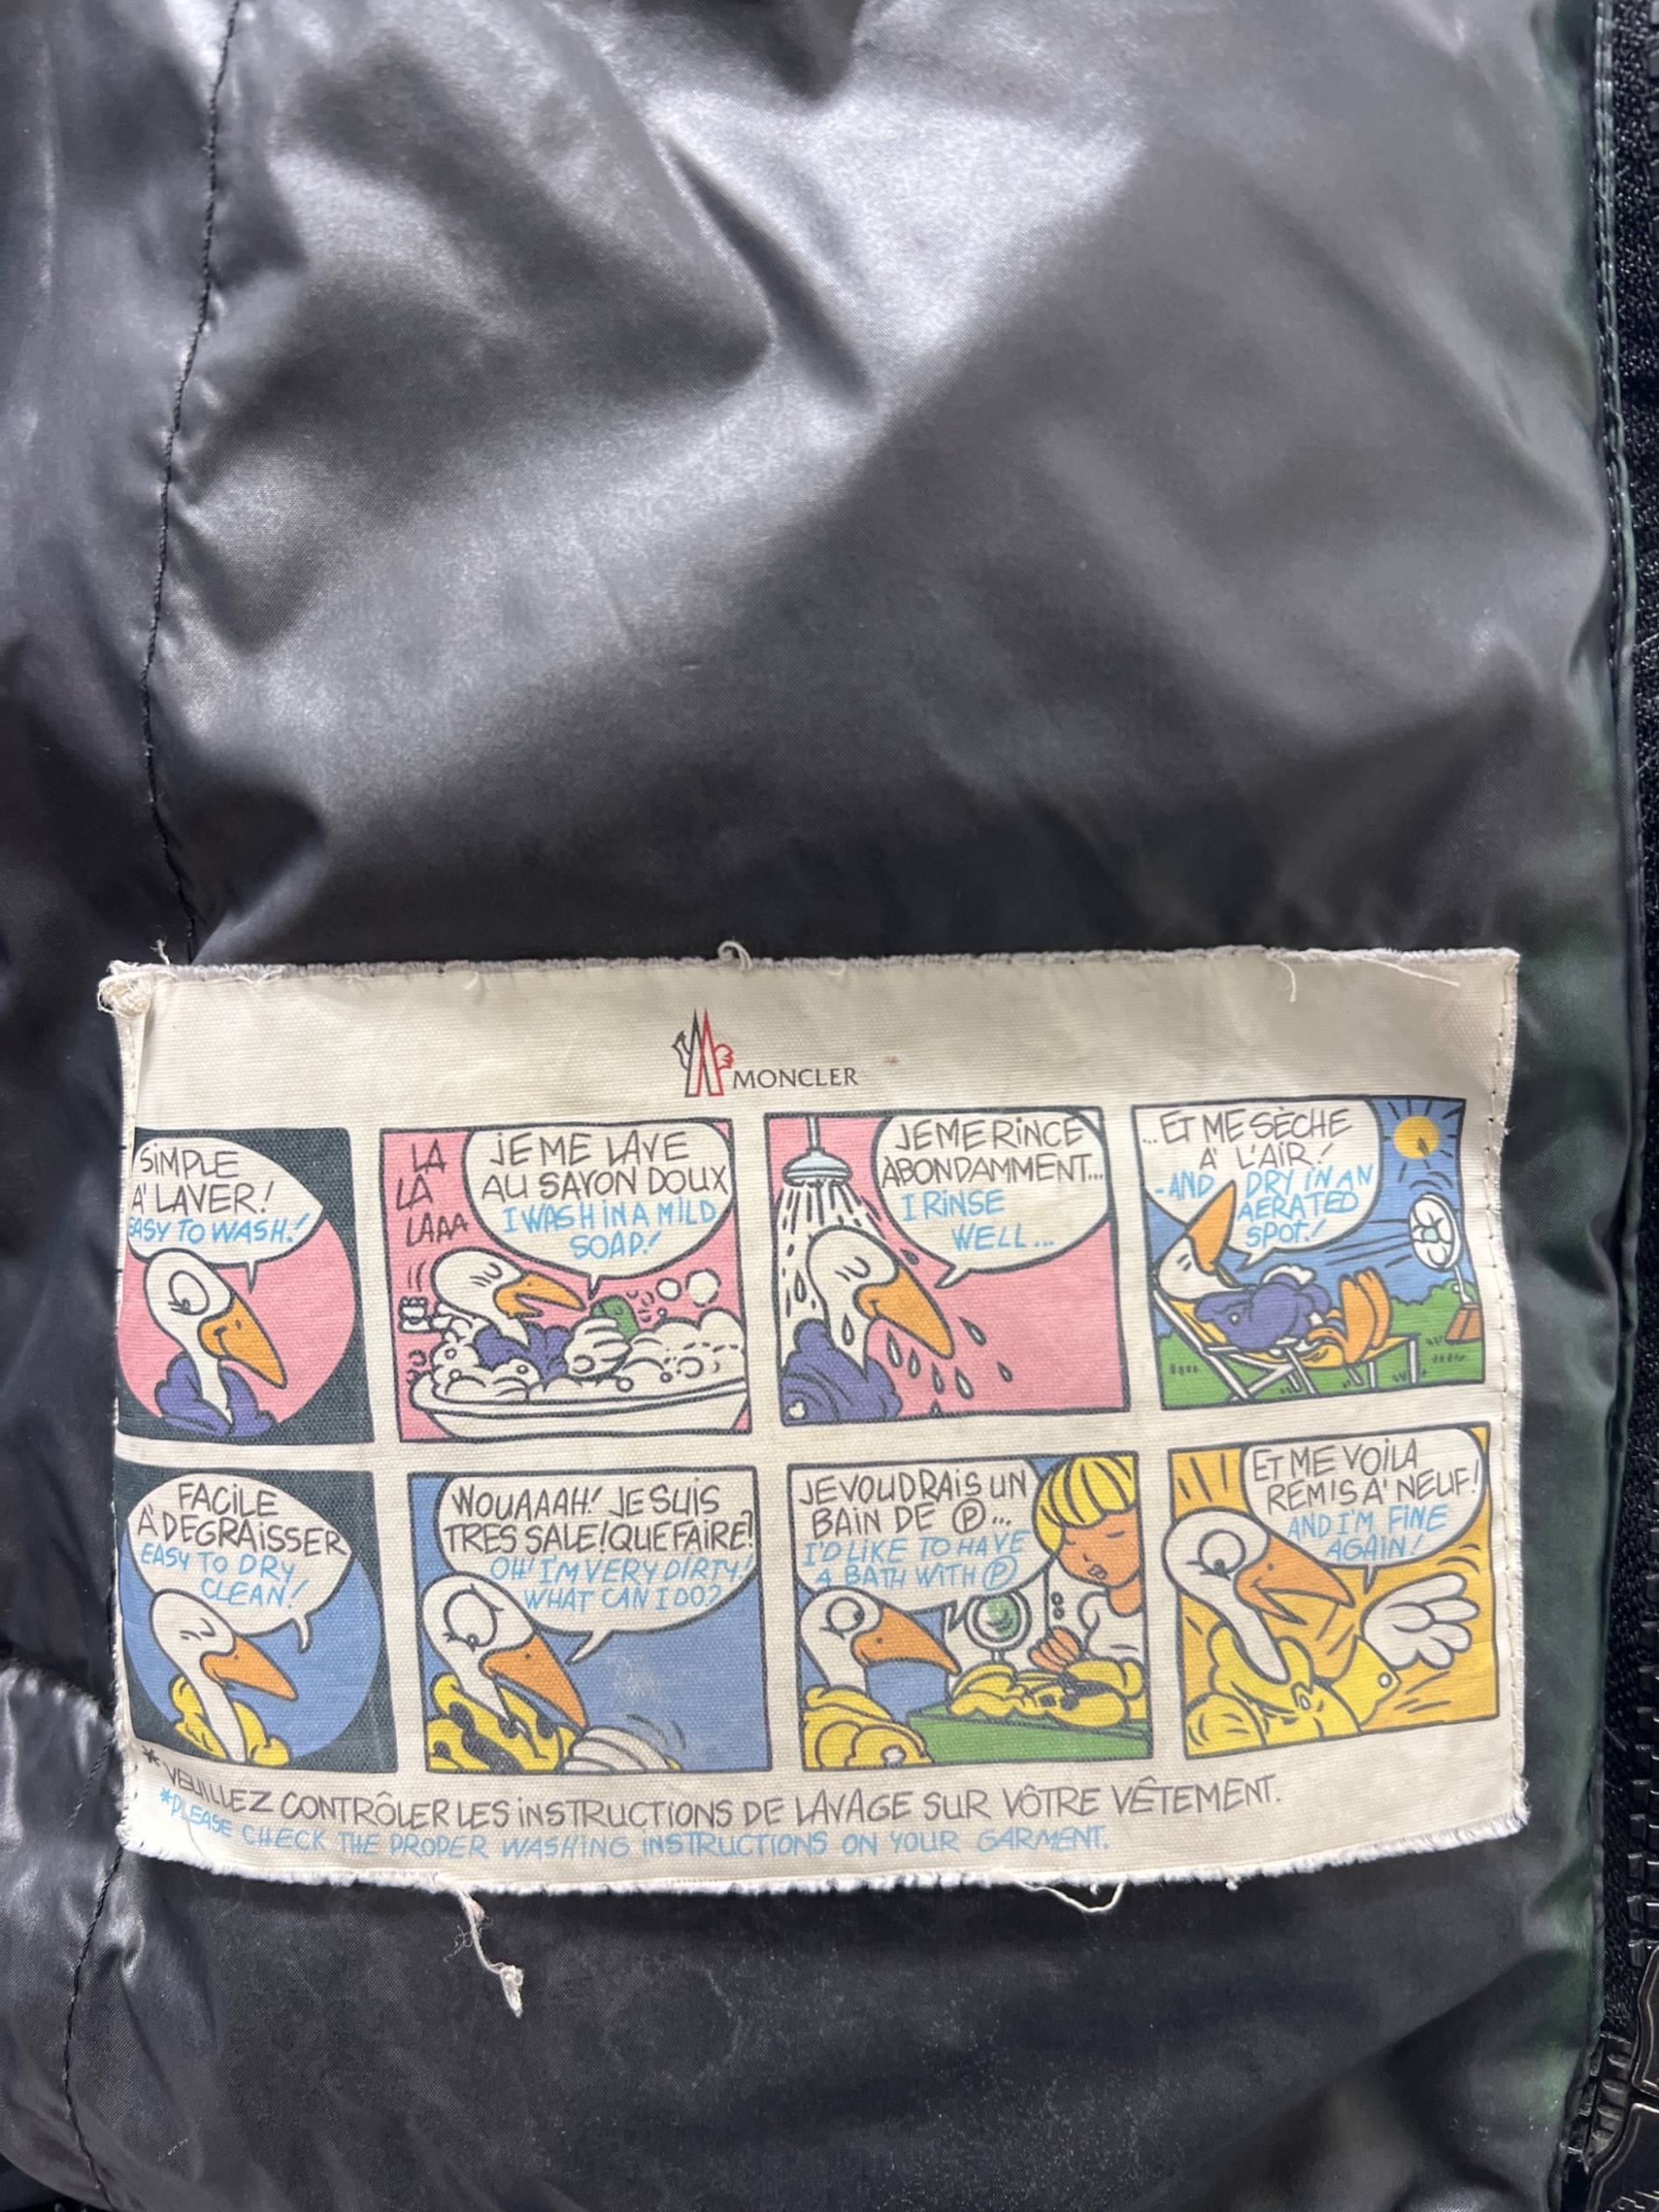 MONCLER
SIMPLE
A' LAVER!
EASY TO WASH!
LA
LA
LAAA
JE ME LAVE
AU SAVON DOUX
I WASH IN A MILD
SOAP!
JE ME RINCE
ABONDAMMENT...
I RINSE
WELL...
...ET ME SÈCHE
A' L'AIR!
-AND DRY IN AN
AERATED
SPOT!
FACILE
A' DEGRAISSER
EASY TO DRY
CLEAN!
WOUAAAH! JE SUIS
TRES SALE! QUE FAIRE?
OH! I'M VERY DIRTY!
WHAT CAN I DO?
JE VOUDRAIS UN
BAIN DE Ⓟ...
I'D LIKE TO HAVE
A BATH WITH Ⓟ
ET ME VOILA
REMIS A' NEUF!
AND I'M FINE
AGAIN!
* VEUILLEZ CONTRÔLER LES INSTRUCTIONS DE LAVAGE SUR VÔTRE VÊTEMENT.
*PLEASE CHECK THE PROPER WASHING INSTRUCTIONS ON YOUR GARMENT.